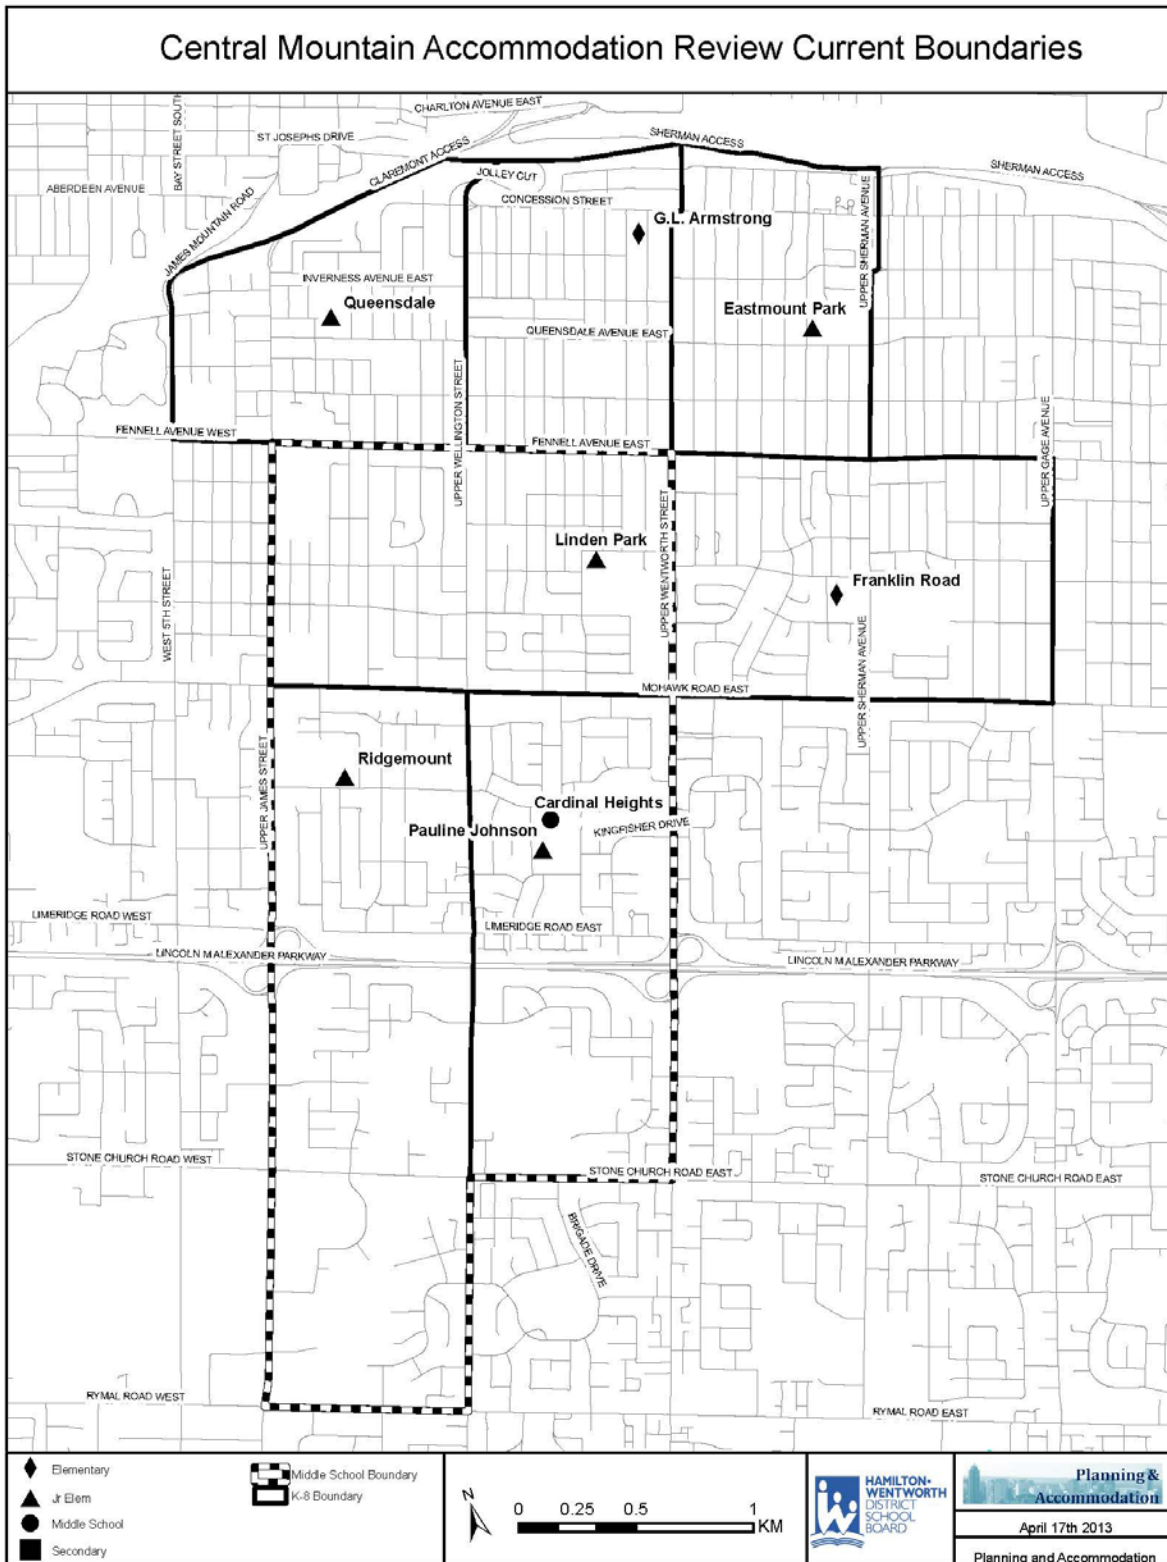 Central Mountain Accommodation Review Current Boundaries
CHARLTON AVENUE EAST
BAY STREET SOUTH
ST JOSEPHS DRIVE
SHERMAN ACCESS
CLAREMONT ACCESS
SHERMAN ACCESS
ABERDEEN AVENUE
JOLLEY CUT
CONCESSION STREET
JAMES MOUNTAIN ROAD
G.L. Armstrong
UPPER SHERMAN AVENUE
INVERNESS AVENUE EAST
Queensdale
Eastmount Park
QUEENSDALE AVENUE EAST
UPPER WELLINGTON STREET
FENNELL AVENUE WEST
FENNELL AVENUE EAST
UPPER GAGE AVENUE
Linden Park
UPPER WENTWORTH STREET
Franklin Road
WEST 5TH STREET
UPPER SHERMAN AVENUE
MOHAWK ROAD EAST
Ridgemount
UPPER JAMES STREET
Cardinal Heights
Pauline Johnson
KINGFISHER DRIVE
LIMERIDGE ROAD WEST
LIMERIDGE ROAD EAST
LINCOLN M ALEXANDER PARKWAY
LINCOLN M ALEXANDER PARKWAY
STONE CHURCH ROAD WEST
STONE CHURCH ROAD EAST
STONE CHURCH ROAD EAST
BRIGADE DRIVE
RYMAL ROAD WEST
RYMAL ROAD EAST
Elementary
Jr Elem
Middle School
Secondary
Middle School Boundary
K-8 Boundary
N
0 0.25 0.5 1
KM
HAMILTON-
WENTWORTH
DISTRICT
SCHOOL
BOARD
Planning &
Accommodation
April 17th 2013
Planning and Accommodation